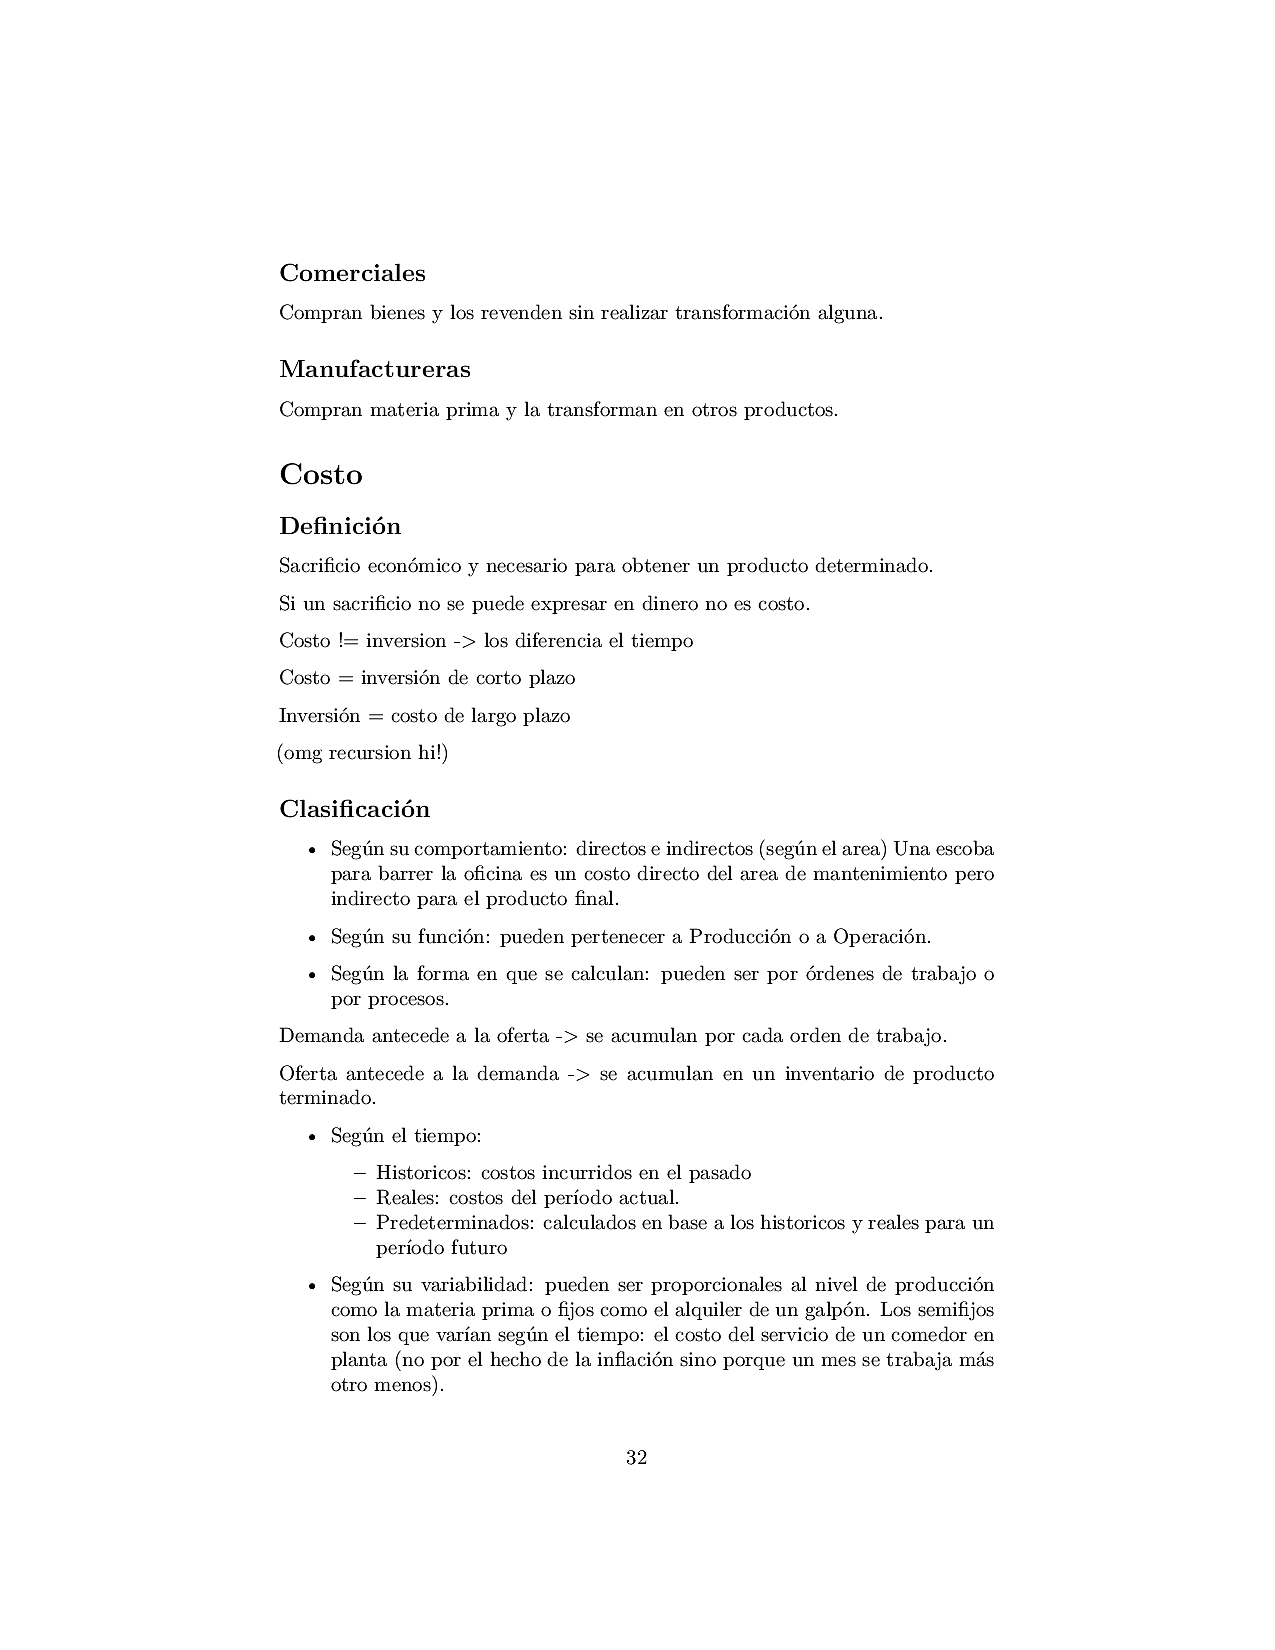 Comerciales
Compran bienes y los revenden sin realizar transformación alguna.
Manufactureras
Compran materia prima y la transforman en otros productos.
Costo
Definición
Sacrificio económico y necesario para obtener un producto determinado.
Si un sacrificio no se puede expresar en dinero no es costo.
Costo != inversion -> los diferencia el tiempo
Costo = inversión de corto plazo
Inversión = costo de largo plazo
(omg recursion hi!)
Clasificación
• Según su comportamiento: directos e indirectos (según el area) Una escoba
para barrer la oficina es un costo directo del area de mantenimiento pero
indirecto para el producto final.
• Según su función: pueden pertenecer a Producción o a Operación.
• Según la forma en que se calculan: pueden ser por órdenes de trabajo o
por procesos.
Demanda antecede a la oferta -> se acumulan por cada orden de trabajo.
Oferta antecede a la demanda -> se acumulan en un inventario de producto
terminado.
• Según el tiempo:
– Historicos: costos incurridos en el pasado
– Reales: costos del período actual.
– Predeterminados: calculados en base a los historicos y reales para un
período futuro
• Según su variabilidad: pueden ser proporcionales al nivel de producción
como la materia prima o fijos como el alquiler de un galpón. Los semifijos
son los que varían según el tiempo: el costo del servicio de un comedor en
planta (no por el hecho de la inflación sino porque un mes se trabaja más
otro menos).
32